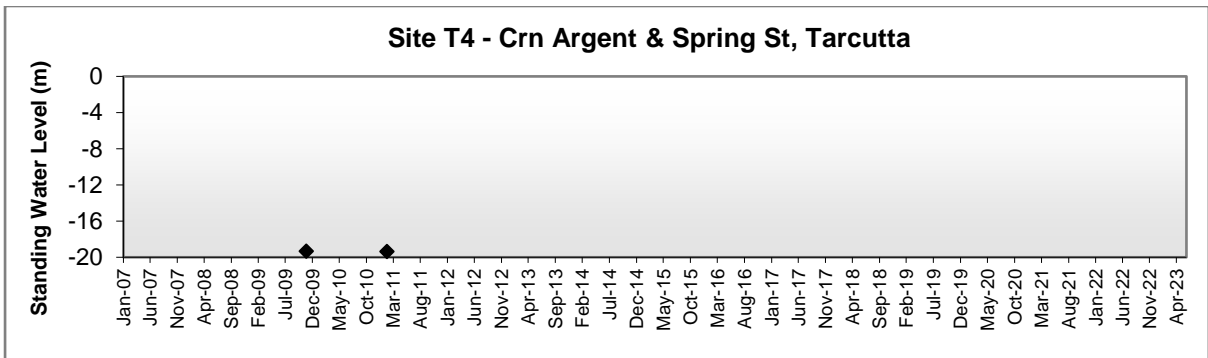 Site T4 - Crn Argent & Spring St, Tarcutta
Standing Water Level (m)
0
-4
-8
-12
-16
-20
Jan-07
Jun-07
Nov-07
Apr-08
Sep-08
Feb-09
Jul-09
Dec-09
May-10
Oct-10
Mar-11
Aug-11
Jan-12
Jun-12
Nov-12
Apr-13
Sep-13
Feb-14
Jul-14
Dec-14
May-15
Oct-15
Mar-16
Aug-16
Jan-17
Jun-17
Nov-17
Apr-18
Sep-18
Feb-19
Jul-19
Dec-19
May-20
Oct-20
Mar-21
Aug-21
Jan-22
Jun-22
Nov-22
Apr-23